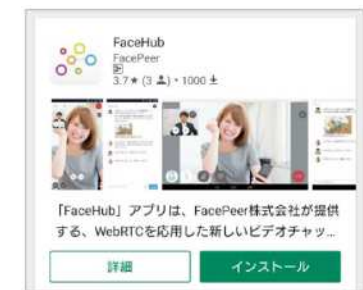 FaceHub
FacePeer
3.7★ (3 👤)・1000 ⬇
「FaceHub」アプリは、FacePeer株式会社が提供
する、WebRTCを応用した新しいビデオチャッ...
詳細
インストール